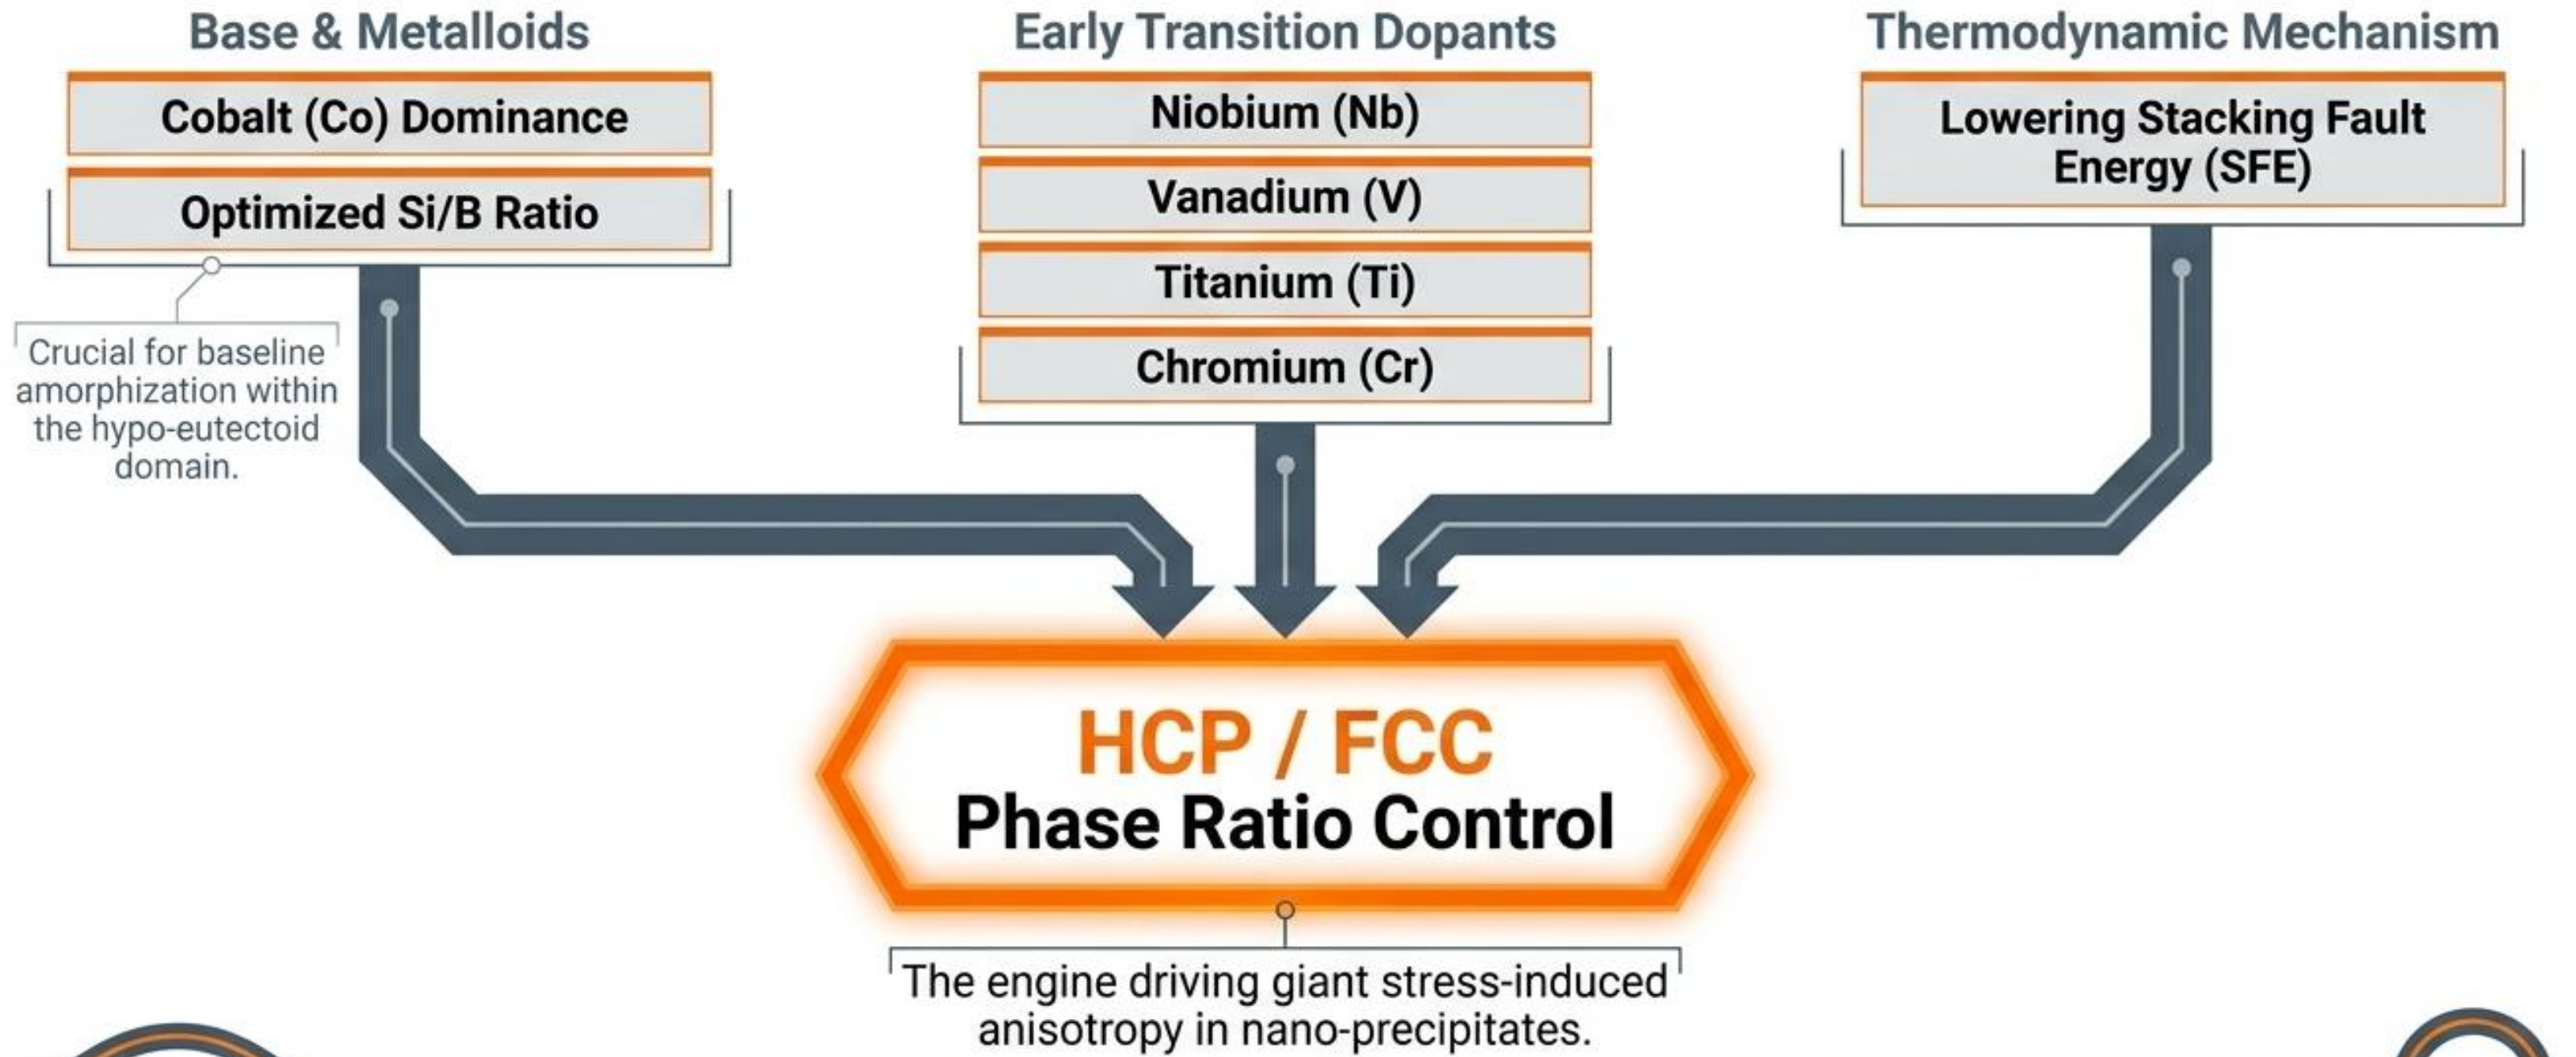 Base & Metalloids
Cobalt (Co) Dominance
Optimized Si/B Ratio
Crucial for baseline
amorphization within
the hypo-eutectoid
domain.
Early Transition Dopants
Niobium (Nb)
Vanadium (V)
Titanium (Ti)
Chromium (Cr)
Thermodynamic Mechanism
Lowering Stacking Fault
Energy (SFE)
HCP / FCC
Phase Ratio Control
The engine driving giant stress-induced
anisotropy in nano-precipitates.